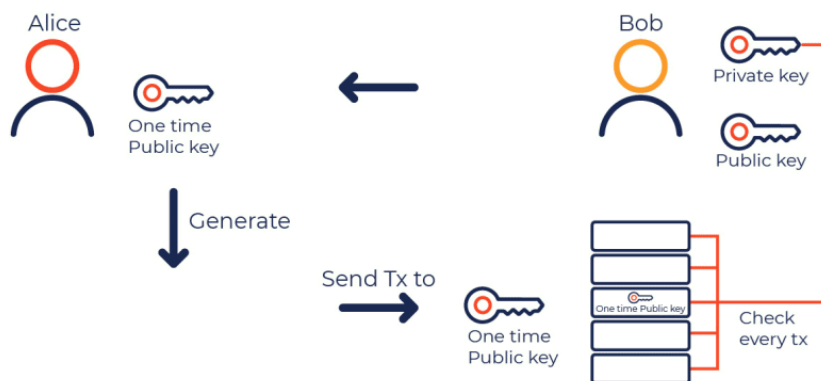 Alice
Bob
Private key
One time
Public key
Public key
Generate
Send Tx to
One time Public key
One time
Public key
Check
every tx